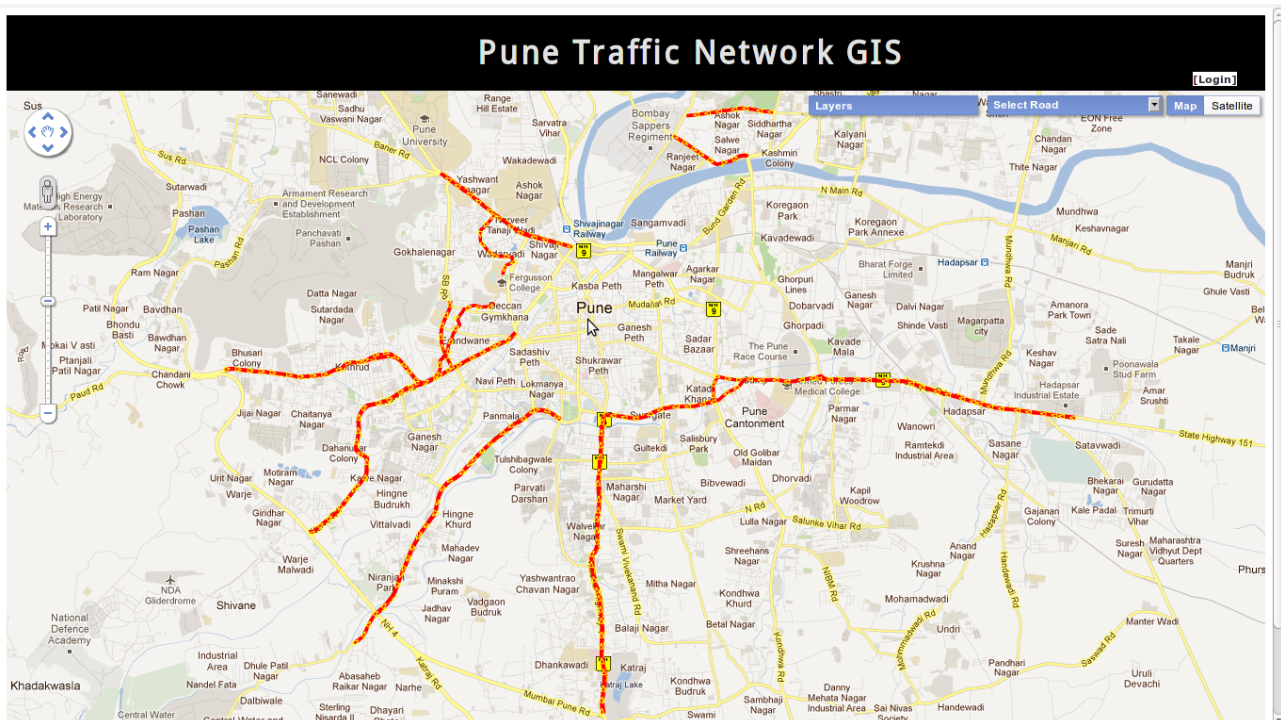 Pune Traffic Network GIS
[Login]
Layers
Select Road
Map
Satellite
Sus
Sanewadi
Sadhu
Vaswani Nagar
Range
Hill Estate
Pune
University
Sarvatra
Vihar
Bombay
Sappers
Regiment
Ashok
Nagar
Siddhartha
Nagar
Salwe
Nagar
Kashmiri
Colony
Ranjeet
Nagar
Kalyani
Nagar
EON Free
Zone
Chandan
Nagar
Thite Nagar
Baner Rd
Sus Rd
NCL Colony
Wakadewadi
Yashwant
nagar
Ashok
Nagar
Sutarwadi
High Energy
Research
Laboratory
Armament Research
and Development
Establishment
Pashan
Pashan
Lake
Panchavati
Pashan
Pashan Rd
Gokhalenagar
Shivajinagar
Railway
Sangamvadi
Bund Garden Rd
N Main Rd
Koregaon
Park
Koregaon
Park Annexe
Kavadewadi
Mundhwa
Keshavnagar
Mundhwa Rd
Manjari Rd
Manjri
Budruk
Pune
Railway
Ram Nagar
SB Rd
Fergusson
College
Kasba Peth
Mangalwar
Peth
Agarkar
Nagar
Ghorpuri
Lines
Bharat Forge
Limited
Hadapsar
Ghule Vasti
Datta Nagar
Sutardada
Nagar
Patil Nagar
Bavdhan
Bhondu
Basti
Bawdhan
Nagar
Deccan
Gymkhana
Pune
Mudaliar Rd
NH
9
Ganesh
Peth
Dobarvadi
Ganesh
Nagar
Dalvi Nagar
Ghorpadi
Shinde Vasti
Magarpatta
city
Amanora
Park Town
Sade
Satra Nali
Takale
Nagar
Manjri
Ptanjali
Patil Nagar
Paud Rd
Chandani
Chowk
Bhusari
Colony
Kothrud
Erandwane
Sadashiv
Peth
Shukrawar
Peth
Sadar
Bazaar
The Pune
Race Course
Kavade
Mala
Keshav
Nagar
Poonawala
Stud Farm
Mundhwa Rd
Hadapsar
Industrial Estate
Amar
Srushti
Navi Peth
Lokmanya
Nagar
Medical College
Jijai Nagar
Chaitanya
Nagar
Panmala
Swargate
Pune
Cantonment
Parmar
Nagar
Hadapsar
Wanowri
State Highway 151
Dahanukar
Colony
Ganesh
Nagar
Gultekdi
Salisbury
Park
Old Golibar
Maidan
Ramtekdi
Industrial Area
Sasane
Nagar
Satavwadi
Tulshibagwale
Colony
Urit Nagar
Motiram
Nagar
Karve Nagar
Warje
Hingne
Budrukh
Parvati
Darshan
Maharshi
Nagar
Market Yard
Bibvewadi
Dhorvadi
Kapil
Woodrow
Bhekarai
Nagar
Gurudatta
Nagar
Giridhar
Nagar
Vittalvadi
Hingne
Khurd
N Rd
Lulla Nagar
Salunke Vihar Rd
Hadapsar Rd
Gajanan
Colony
Kale Padal
Trimurti
Vihar
Walvekar
Nagar
Swami Vivekanand Rd
Warje
Malwadi
Mahadev
Nagar
Shreehans
Nagar
Anand
Nagar
Suresh
Nagar
Maharashtra
Vidhyut Dept
Quarters
NDA
Gliderdrome
Shivane
Niranjan
Park
Minakshi
Puram
Yashwantrao
Chavan Nagar
Mitha Nagar
NIBM Rd
Krushna
Nagar
Handewadi Rd
Phurs
National
Defence
Academy
NH 4
Jadhav
Nagar
Vadgaon
Budruk
Kondhwa
Khurd
Mohamadwadi
Mohammadwadi Rd
Balaji Nagar
Betal Nagar
Undri
Manter Wadi
Saswad Rd
Industrial
Area
Dhule Patil
Nagar
Katraj Rd
Dhankawadi
Katraj
Katraj Lake
Kondhwa Rd
Pandhari
Nagar
Uruli
Devachi
Khadakwasla
Nandel Fata
Abasaheb
Raikar Nagar
Narhe
Kondhwa
Budruk
Danny
Mehata Nagar
Industrial Area
Dalbiwale
Mumbai Pune Rd
Sambhaji
Nagar
Sai Nivas
Society
Handewadi
Central Water
Sterling
Dhayari
Swami